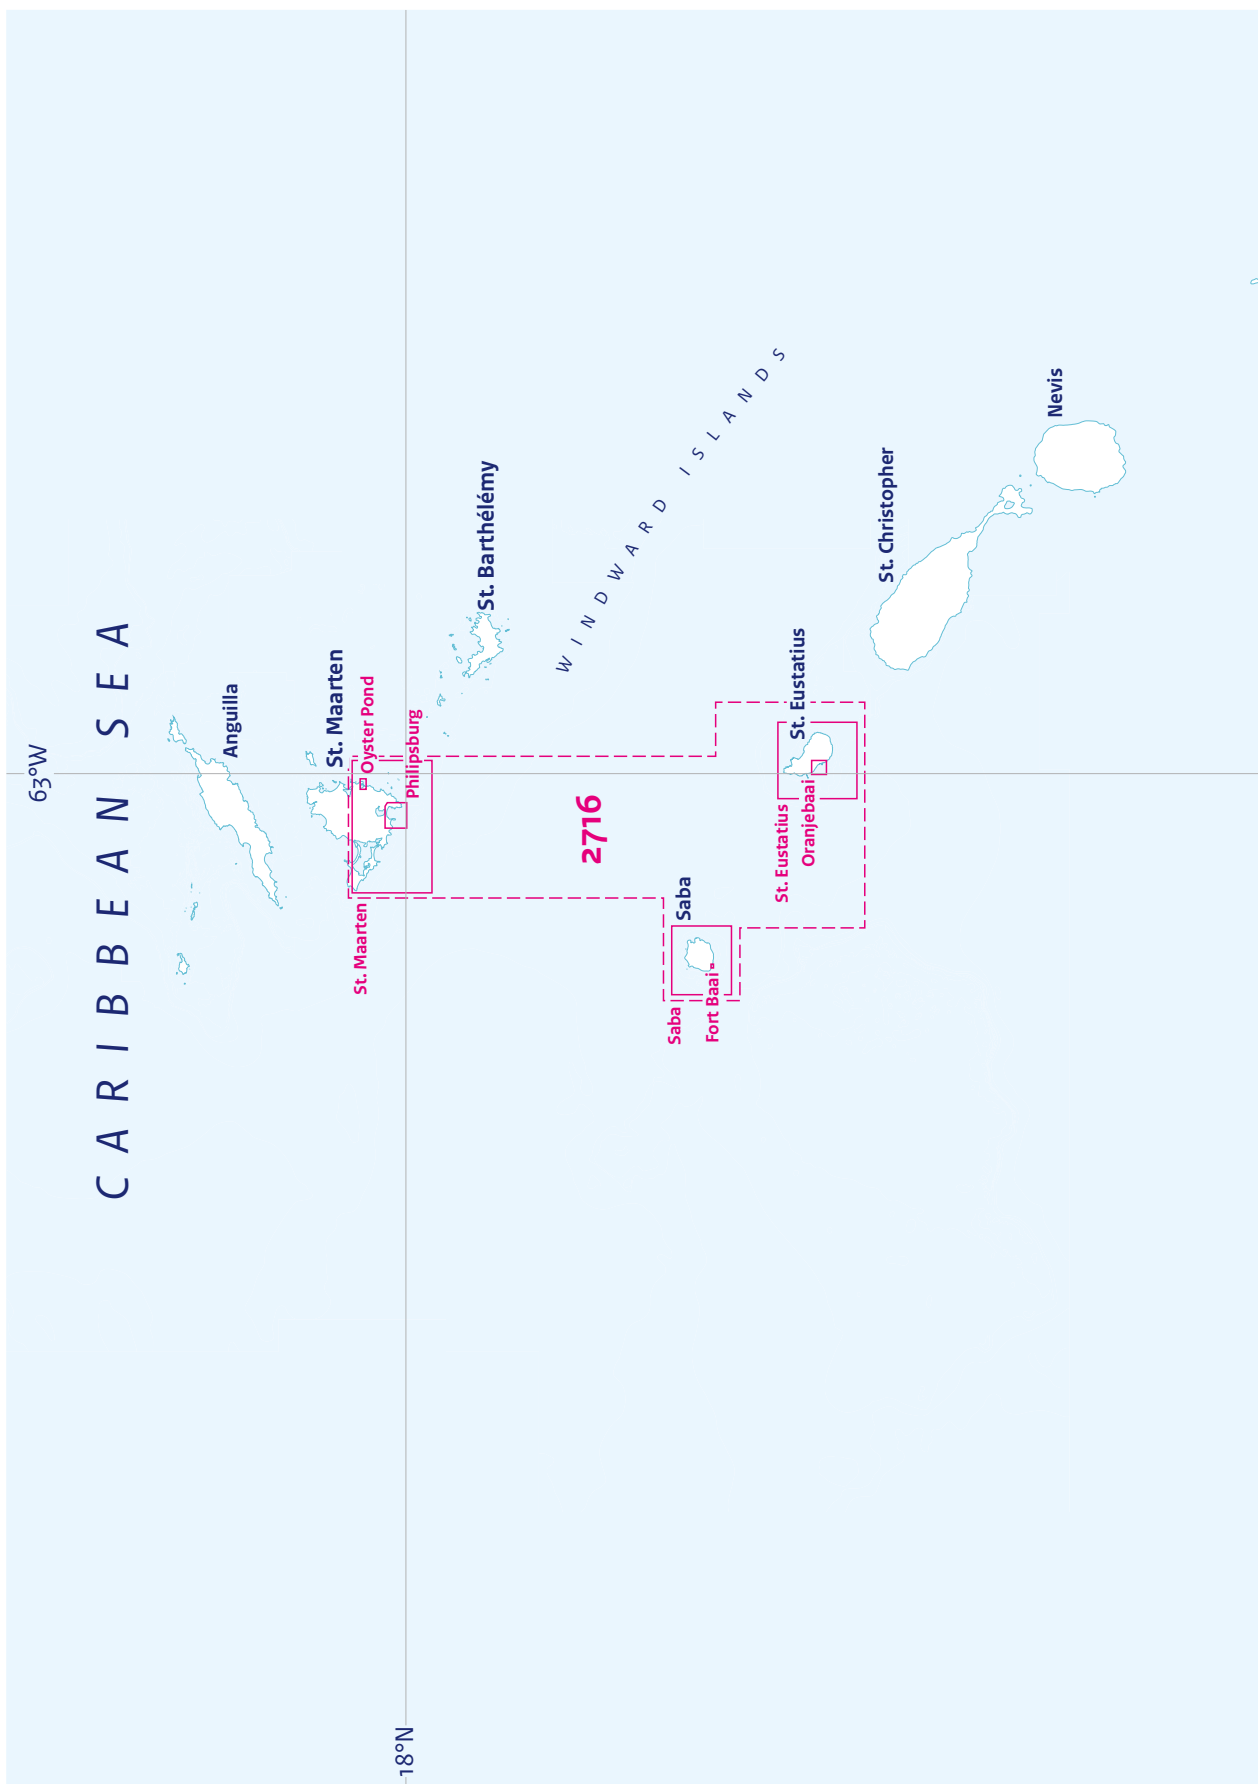 63°W
CARIBBEAN SEA
Anguilla
St. Maarten
St. Maarten
Oyster Pond
18°N
Philipsburg
St. Barthélémy
WINDWARD ISLANDS
2716
Saba
Saba
Fort Baai
St. Eustatius
St. Eustatius
Oranjebaai
St. Christopher
Nevis